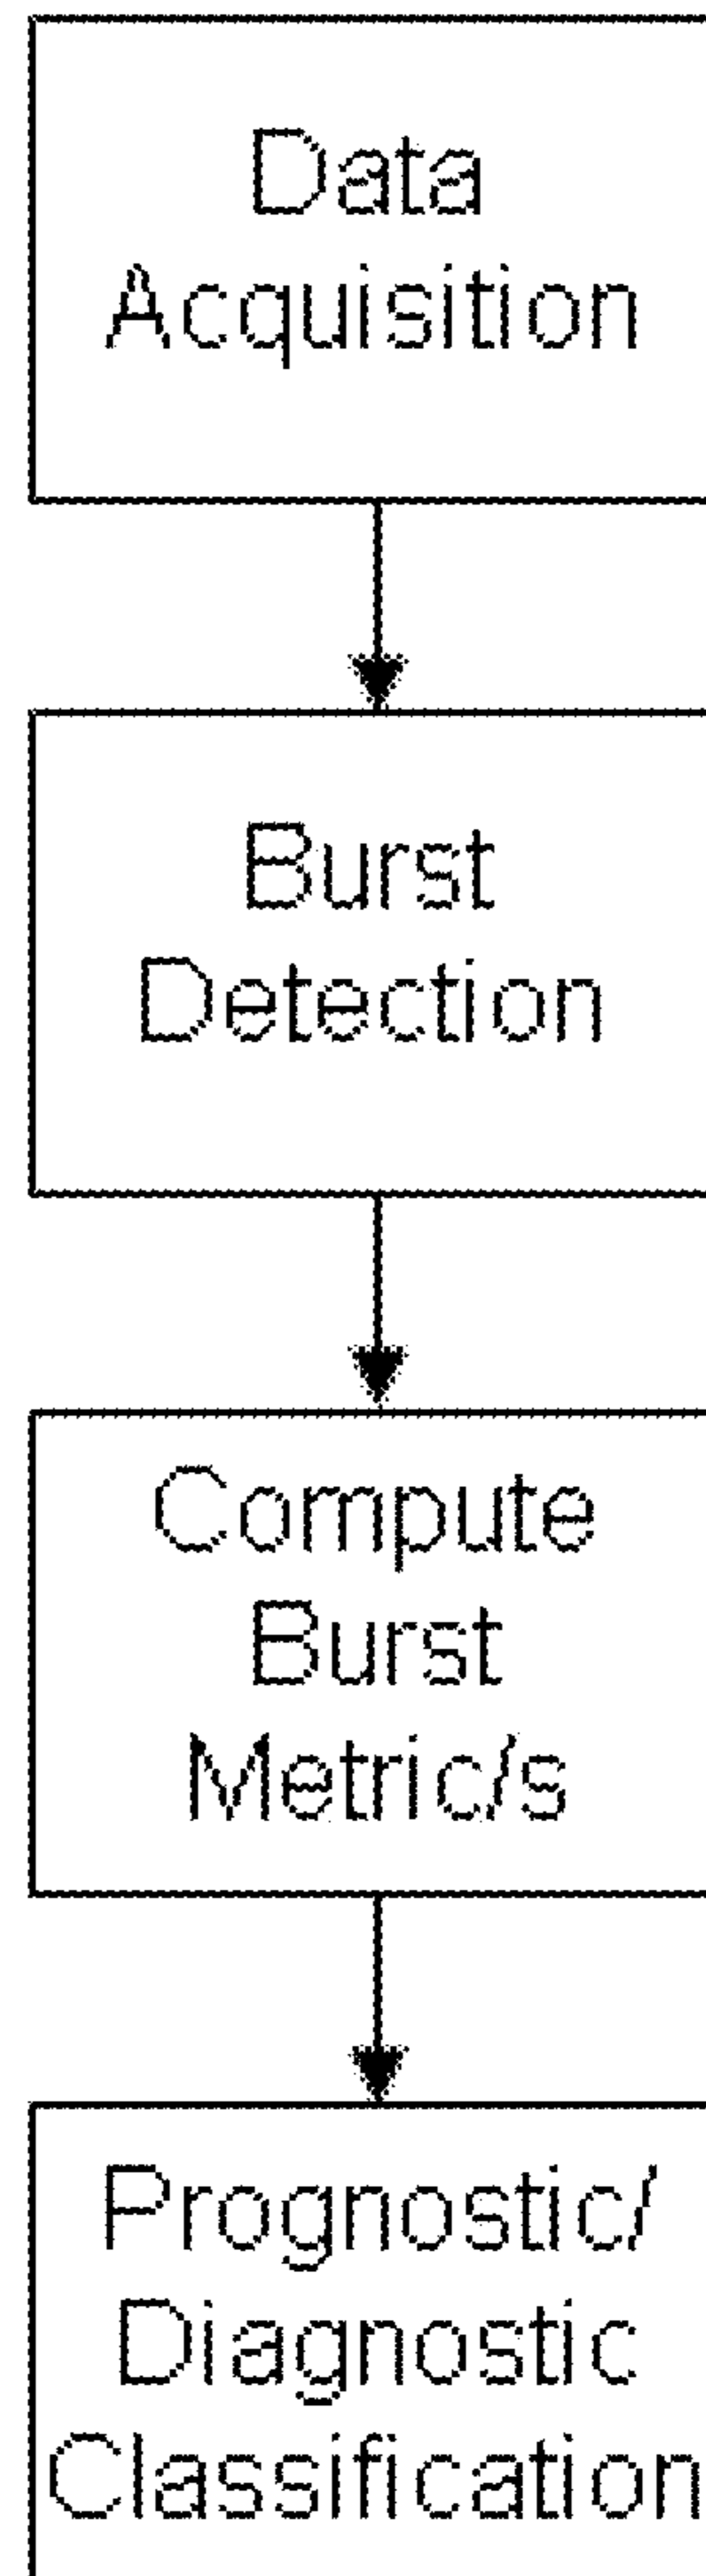 Data
Acquisition
Burst
Detection
Compute
Burst
Metric/s
Prognostic/
Diagnostic
Classification